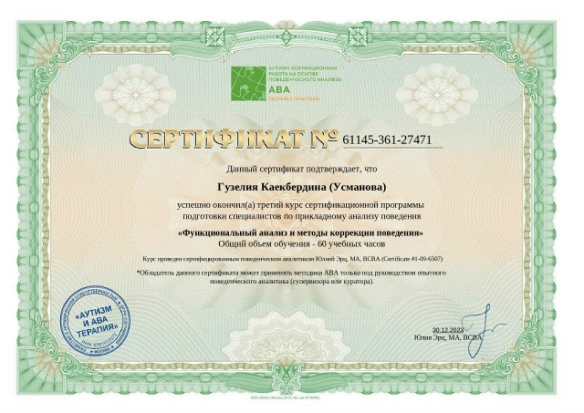 АУТИЗМ: КОРРЕКЦИОННАЯ
РАБОТА НА ОСНОВЕ
ПОВЕДЕНЧЕСКОГО АНАЛИЗА
АВА
ТЕОРИЯ И ПРАКТИКА
СЕРТИФИКАТ № 61145-361-27471
Данный сертификат подтверждает, что
Гузелия Каекбердина (Усманова)
успешно окончил(а) третий курс сертификационной программы
подготовки специалистов по прикладному анализу поведения
«Функциональный анализ и методы коррекции поведения»
Общий объем обучения - 60 учебных часов
Курс проведен сертифицированным поведенческим аналитиком Юлией Эрц, MA, BCBA (Certificate #1-09-6507)
*Обладатель данного сертификата может применять методики АВА только под руководством опытного
поведенческого аналитика (супервизора или куратора).
«АУТИЗМ
И АВА
ТЕРАПИЯ»
30.12.2023
Юлия Эрц, MA, BCBA